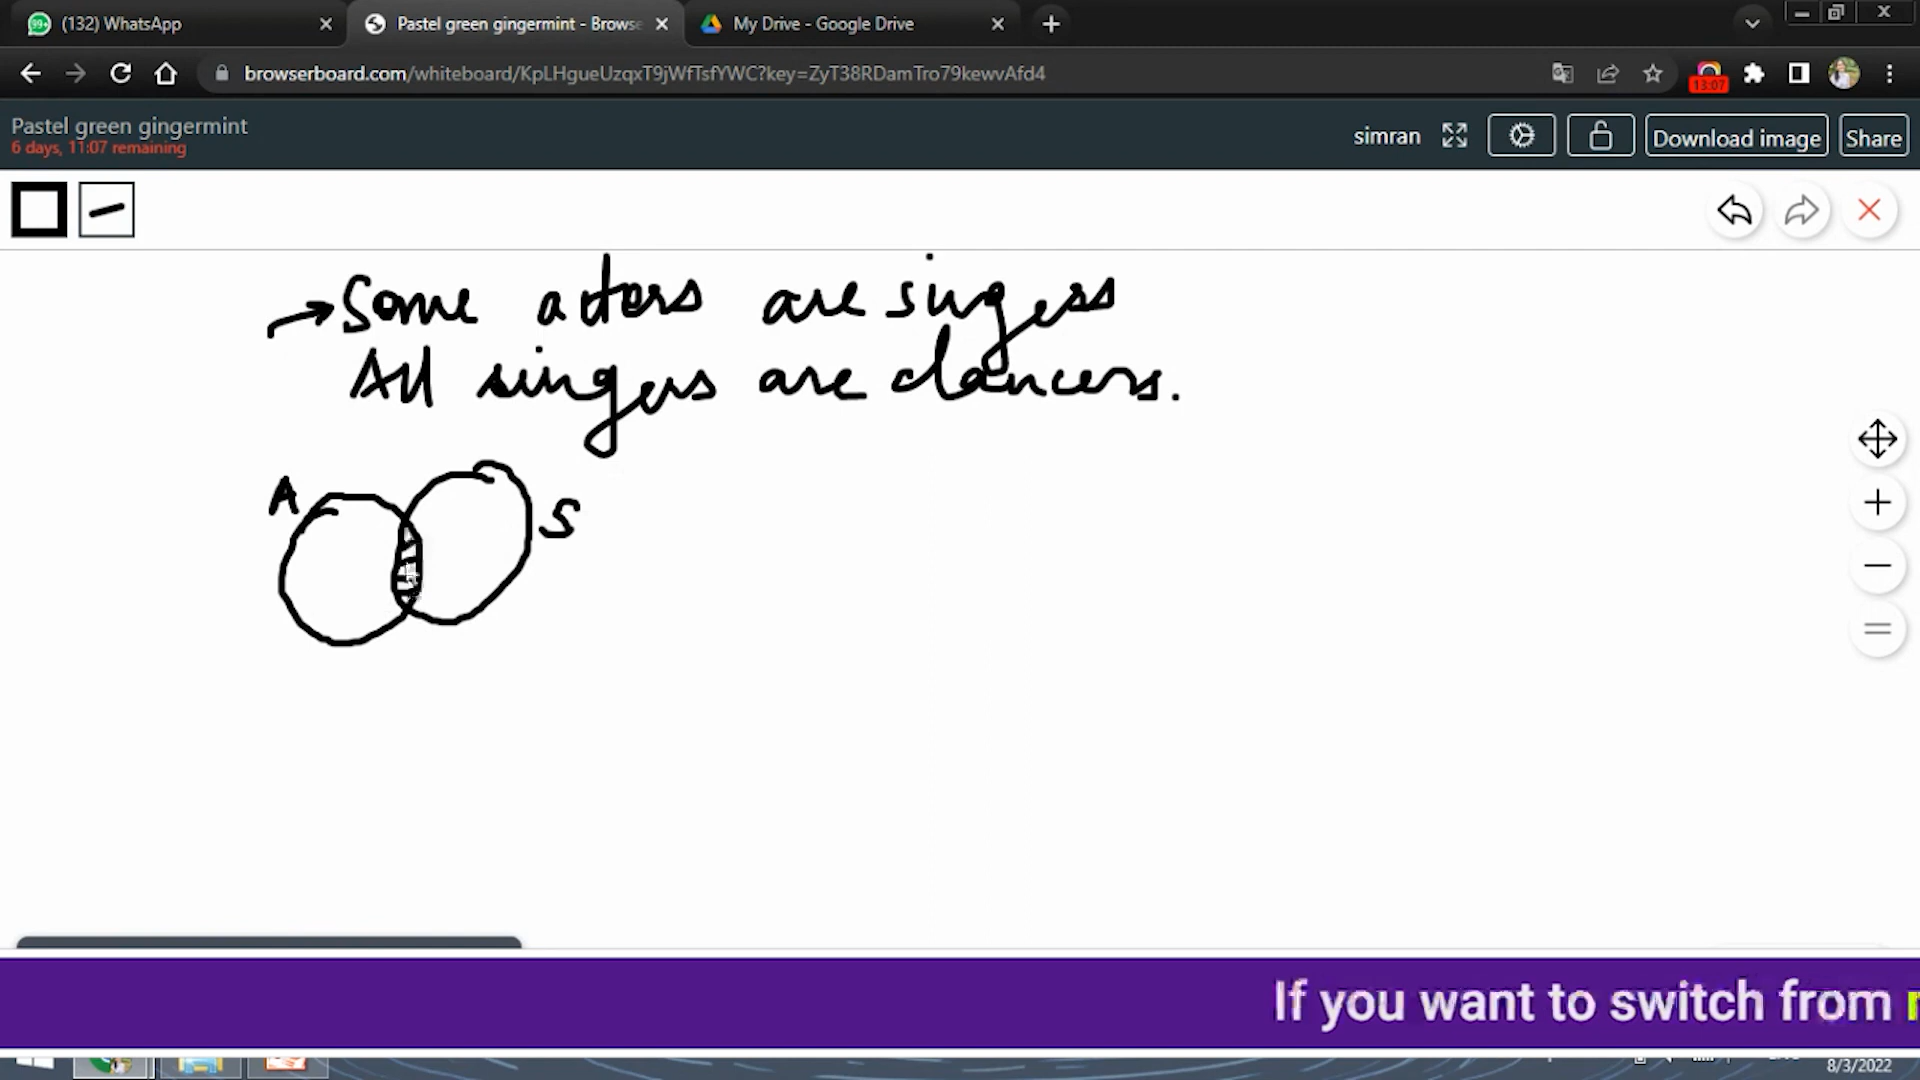 (132) WhatsApp
Pastel green gingermint - Browse
My Drive - Google Drive
browserboard.com/whiteboard/KpLHgueUzqxT9jWfTsfYWC?key=ZyT38RDamTro79kewvAfd4
13:07
Pastel green gingermint
6 days, 11:07 remaining
simran
Download image
Share
→ Some actors are singers
All singers are dancers.
A
S
If you want to switch from
8/3/2022